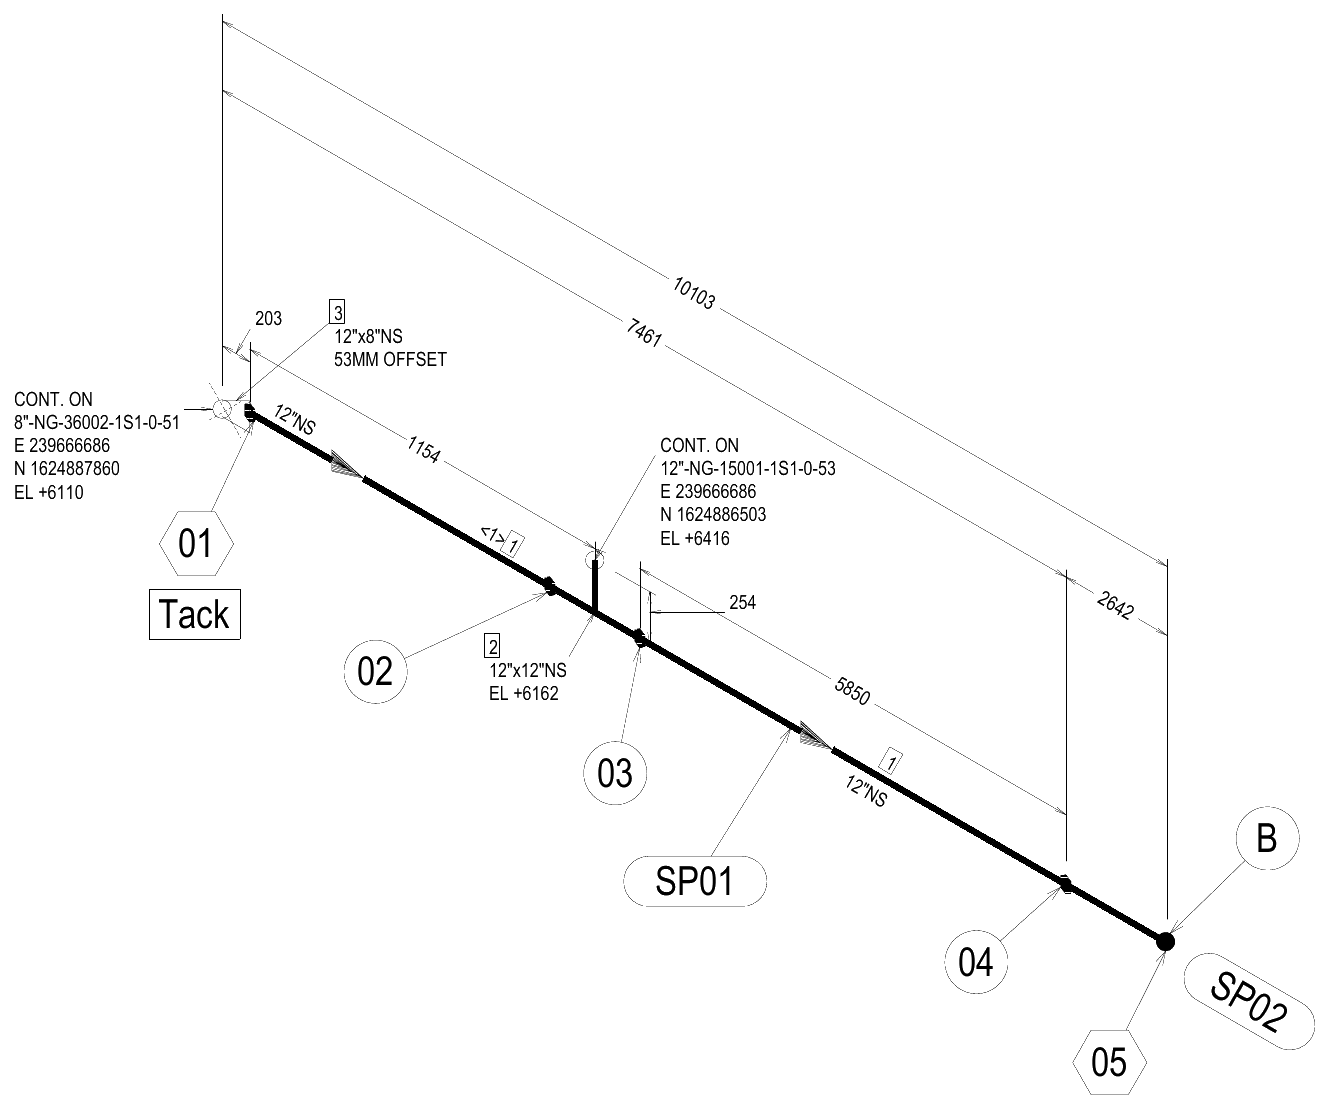 10103
7461
203
3
12"x8"NS
53MM OFFSET
CONT. ON
8"-NG-36002-1S1-0-51
E 239666686
N 1624887860
EL +6110
12"NS
1154
CONT. ON
12"-NG-15001-1S1-0-53
E 239666686
N 1624886503
EL +6416
01
Tack
<1> 1
254
2642
02
2
12"x12"NS
EL +6162
5850
03
1
12"NS
SP01
B
04
SP02
05